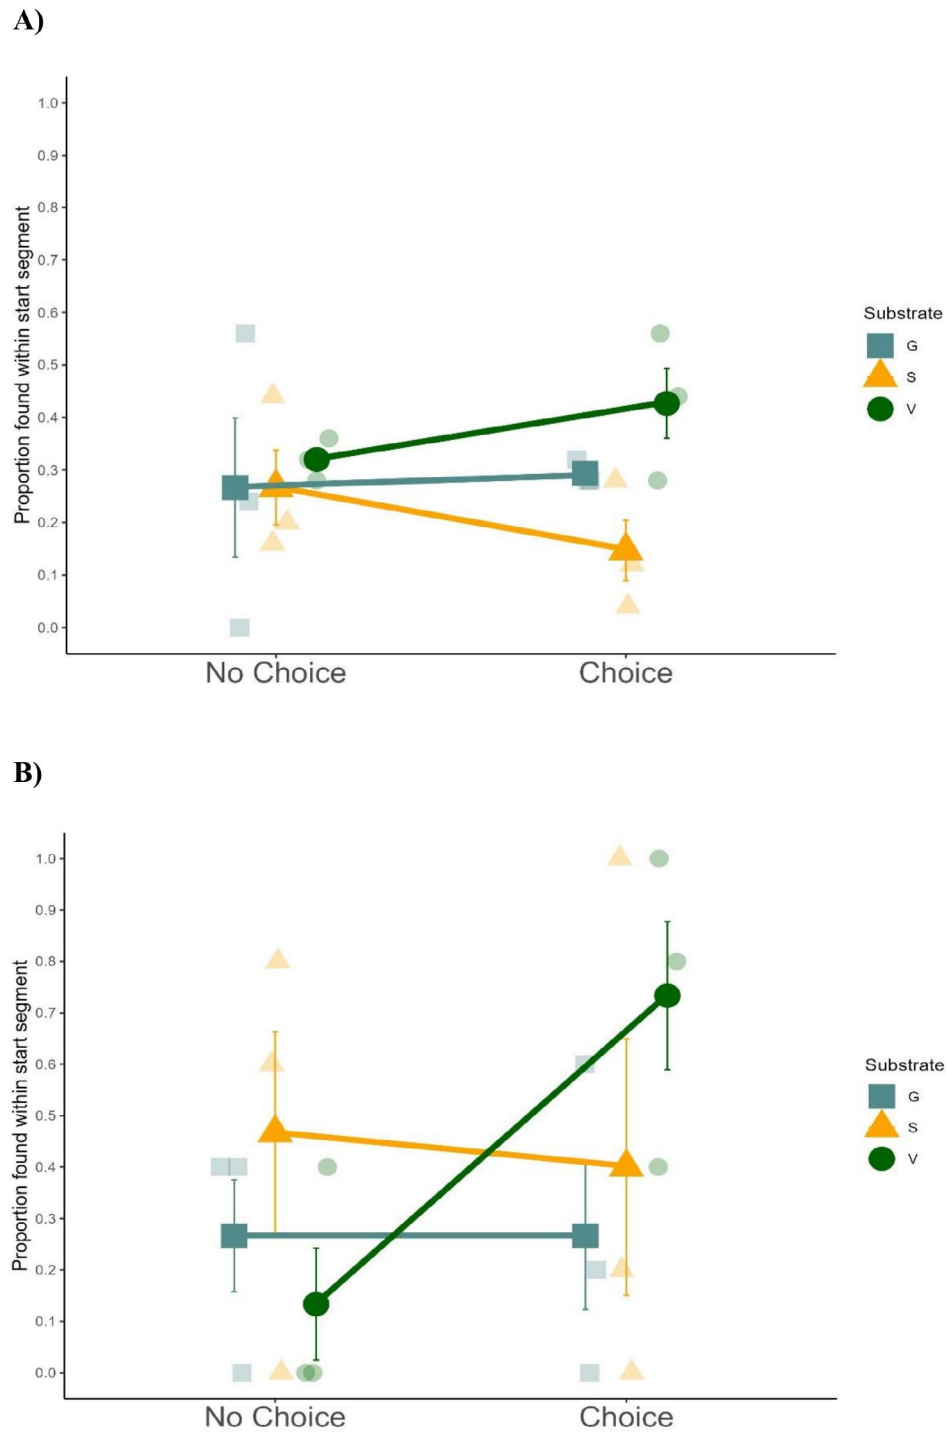 A)
Proportion found within start segment
1.0
0.9
0.8
0.7
0.6
0.5
0.4
0.3
0.2
0.1
0.0
No Choice
Choice
Substrate
G
S
V
B)
Proportion found within start segment
1.0
0.9
0.8
0.7
0.6
0.5
0.4
0.3
0.2
0.1
0.0
No Choice
Choice
Substrate
G
S
V